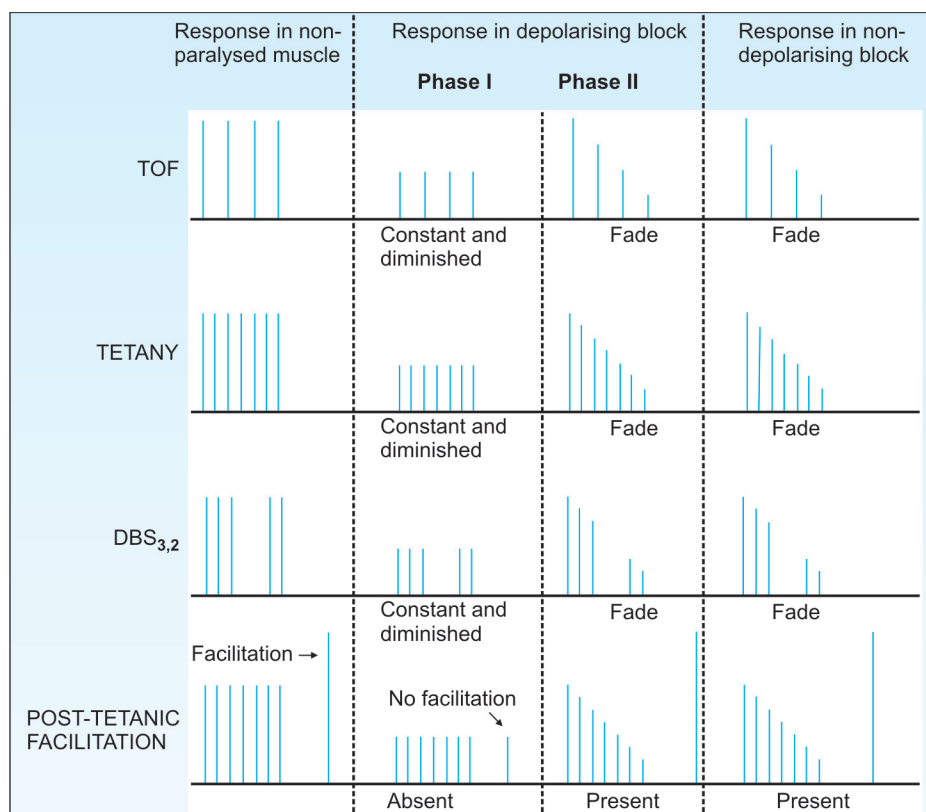 Response in non-
paralysed muscle
Response in depolarising block
Phase I
Phase II
Response in non-
depolarising block
TOF
Constant and
diminished
Fade
Fade
TETANY
Constant and
diminished
Fade
Fade
DBS3,2
Constant and
diminished
Fade
Fade
Facilitation →
No facilitation
POST-TETANIC
FACILITATION
Absent
Present
Present